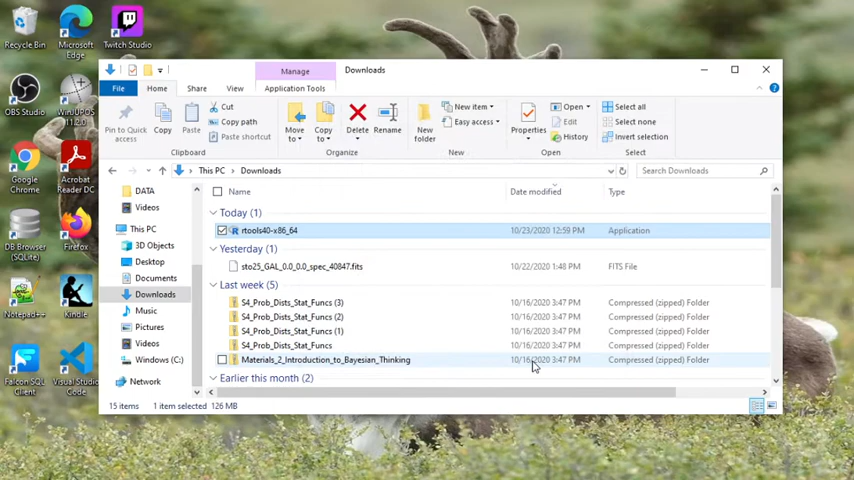 Recycle Bin
Microsoft Edge
Twitch Studio
OBS Studio
WinJUPOS
Google Chrome
Acrobat Reader DC
DB Browser (SQLite)
Firefox
Notepad++
Kindle
Falcon SQL Client
Visual Studio Code
Manage
Downloads
File
Home
Share
View
Application Tools
Pin to Quick access
Copy
Paste
Cut
Copy path
Paste shortcut
Clipboard
Move to
Copy to
Delete
Rename
Organize
New folder
New item
Easy access
New
Properties
Open
Edit
History
Open
Select all
Select none
Invert selection
Select
This PC > Downloads
Search Downloads
DATA
Videos
This PC
3D Objects
Desktop
Documents
Downloads
Music
Pictures
Videos
Windows (C:)
Network
Name
Date modified
Type
Today (1)
rtools40-x86_64 10/23/2020 12:59 PM Application
Yesterday (1)
sto25_GAL_0.0_0.0_spec_40847.fits 10/22/2020 1:48 PM FITS File
Last week (5)
S4_Prob_Dists_Stat_Funcs (3) 10/16/2020 3:47 PM Compressed (zipped) Folder
S4_Prob_Dists_Stat_Funcs (2) 10/16/2020 3:47 PM Compressed (zipped) Folder
S4_Prob_Dists_Stat_Funcs (1) 10/16/2020 3:47 PM Compressed (zipped) Folder
S4_Prob_Dists_Stat_Funcs 10/16/2020 3:47 PM Compressed (zipped) Folder
Materials_2_Introduction_to_Bayesian_Thinking 10/16/2020 3:47 PM Compressed (zipped) Folder
Earlier this month (2)
15 items
1 item selected 126 MB